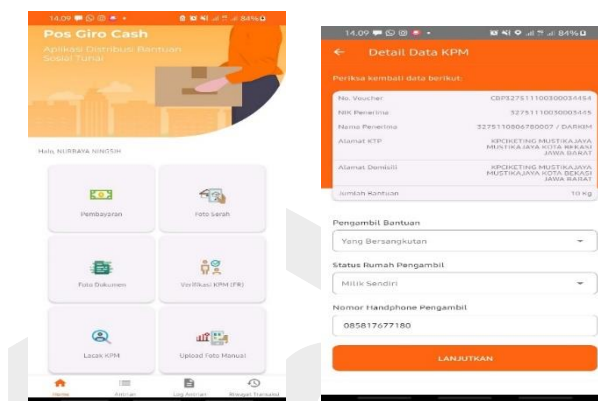 14.09
84%
Pos Giro Cash
Aplikasi Distribusi Bantuan
Sosial Tunai
Halo, NURBAYA NINGSIH
Pembayaran
Foto Serah
Foto Dokumen
Verifikasi KPM (FR)
Lacak KPM
Upload Foto Manual
Home
Antrian
Log Antrian
Riwayat Transaksi
14.09
84%
Detail Data KPM
Periksa kembali data berikut:
No. Voucher
CBP327511100300034454
NIK Penerima
32751110030003445
Nama Penerima
3275110806780007 / DARKIM
Alamat KTP
KPCIKETING MUSTIKAJAYA
MUSTIKAJAYA KOTA BEKASI
JAWA BARAT
Alamat Domisili
KPCIKETING MUSTIKAJAYA
MUSTIKAJAYA KOTA BEKASI
JAWA BARAT
Jumlah Bantuan
10 Kg
Pengambil Bantuan
Yang Bersangkutan
Status Rumah Pengambil
Milik Sendiri
Nomor Handphone Pengambil
085817677180
LANJUTKAN